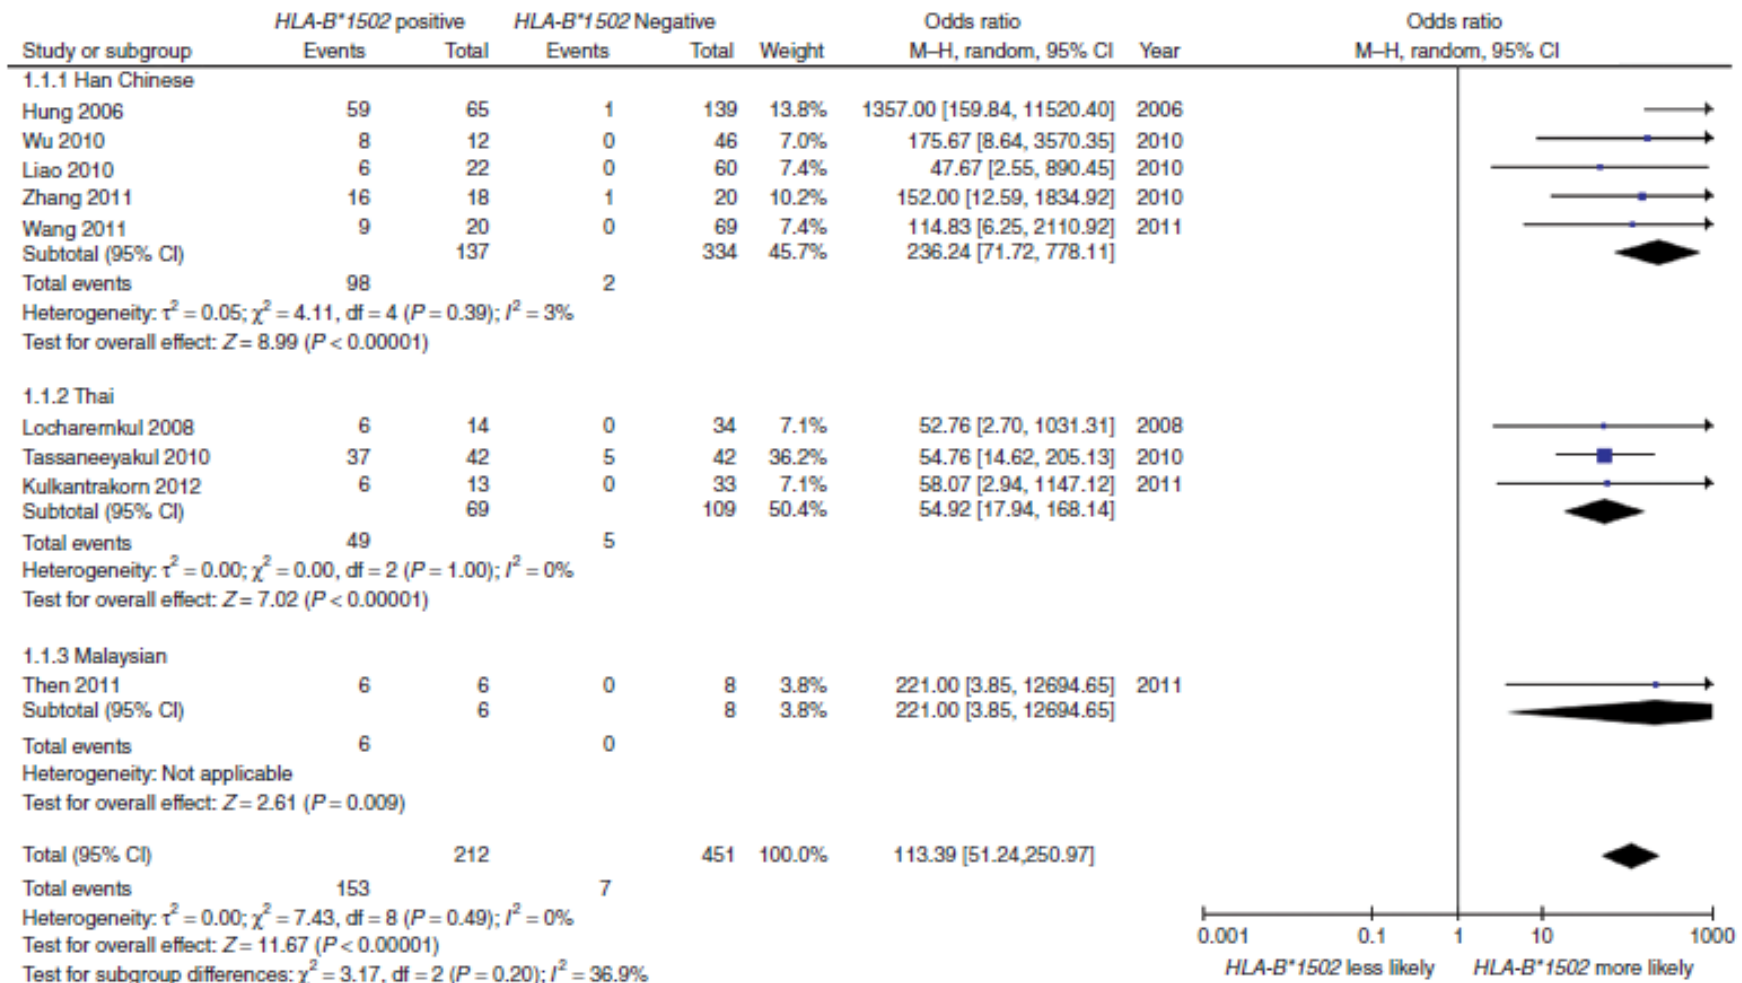 HLA-B*1502 positive HLA-B*1502 Negative Odds ratio Odds ratio
Study or subgroup Events Total Events Total Weight M–H, random, 95% CI Year M–H, random, 95% CI
1.1.1 Han Chinese
Hung 2006 59 65 1 139 13.8% 1357.00 [159.84, 11520.40] 2006
Wu 2010 8 12 0 46 7.0% 175.67 [8.64, 3570.35] 2010
Liao 2010 6 22 0 60 7.4% 47.67 [2.55, 890.45] 2010
Zhang 2011 16 18 1 20 10.2% 152.00 [12.59, 1834.92] 2010
Wang 2011 9 20 0 69 7.4% 114.83 [6.25, 2110.92] 2011
Subtotal (95% CI) 137 334 45.7% 236.24 [71.72, 778.11]
Total events 98 2
Heterogeneity: τ² = 0.05; χ² = 4.11, df = 4 (P = 0.39); I² = 3%
Test for overall effect: Z = 8.99 (P < 0.00001)
1.1.2 Thai
Locharernkul 2008 6 14 0 34 7.1% 52.76 [2.70, 1031.31] 2008
Tassaneeyakul 2010 37 42 5 42 36.2% 54.76 [14.62, 205.13] 2010
Kulkantrakorn 2012 6 13 0 33 7.1% 58.07 [2.94, 1147.12] 2011
Subtotal (95% CI) 69 109 50.4% 54.92 [17.94, 168.14]
Total events 49 5
Heterogeneity: τ² = 0.00; χ² = 0.00, df = 2 (P = 1.00); I² = 0%
Test for overall effect: Z = 7.02 (P < 0.00001)
1.1.3 Malaysian
Then 2011 6 6 0 8 3.8% 221.00 [3.85, 12694.65] 2011
Subtotal (95% CI) 6 8 3.8% 221.00 [3.85, 12694.65]
Total events 6 0
Heterogeneity: Not applicable
Test for overall effect: Z = 2.61 (P = 0.009)
Total (95% CI) 212 451 100.0% 113.39 [51.24,250.97]
Total events 153 7
Heterogeneity: τ² = 0.00; χ² = 7.43, df = 8 (P = 0.49); I² = 0%
Test for overall effect: Z = 11.67 (P < 0.00001)
Test for subgroup differences: χ² = 3.17, df = 2 (P = 0.20); I² = 36.9%
0.001 0.1 1 10 1000
HLA-B*1502 less likely HLA-B*1502 more likely